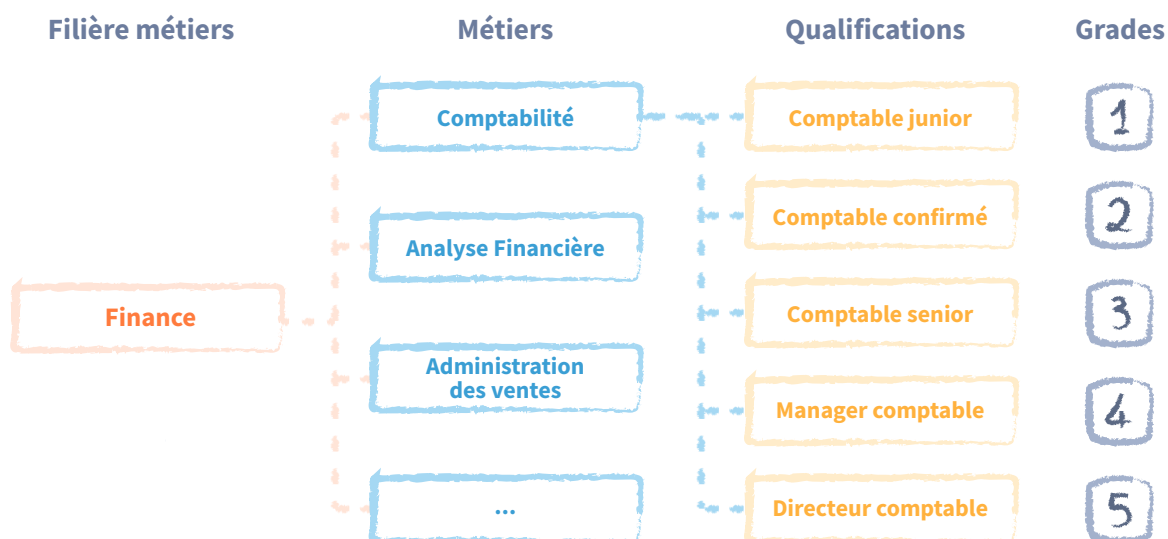 Filière métiers
Métiers
Qualifications
Grades
Comptabilité
Comptable junior
1
Comptable confirmé
2
Analyse Financière
Finance
Comptable senior
3
Administration
des ventes
Manager comptable
4
...
Directeur comptable
5